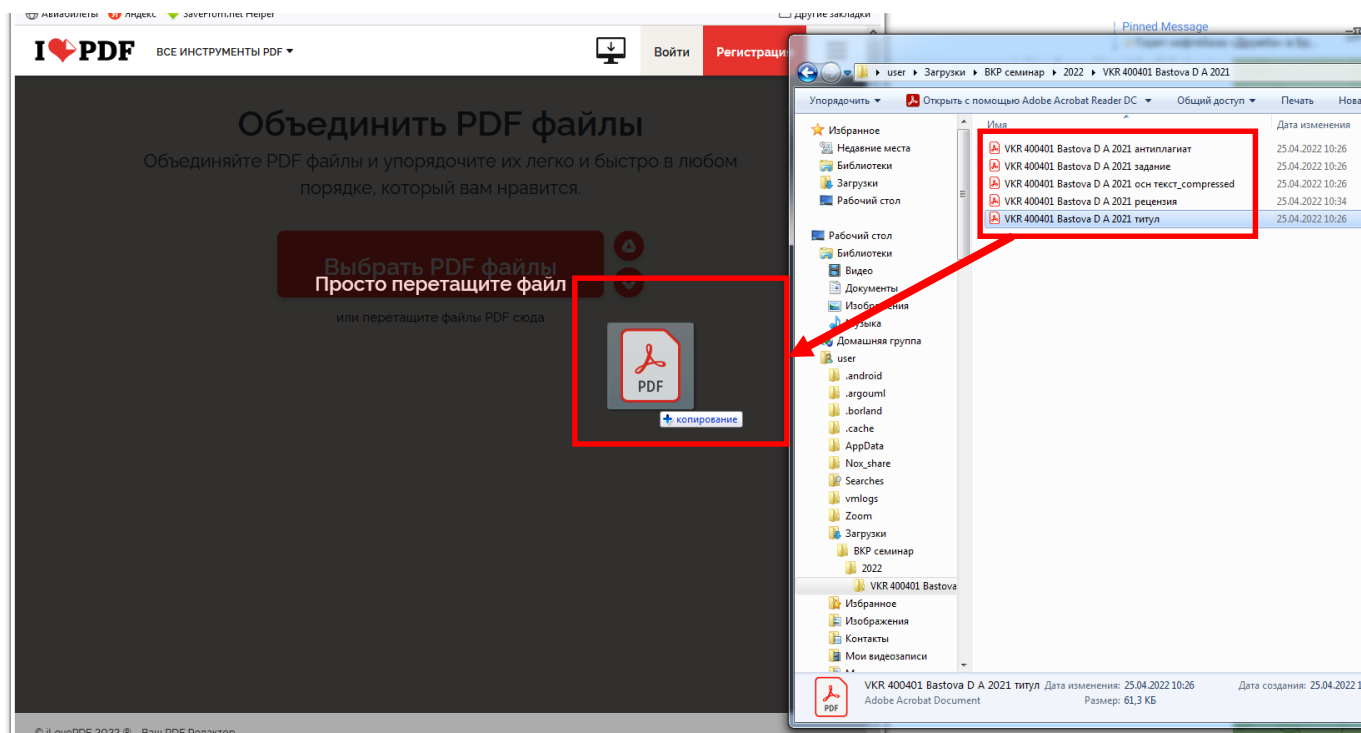 Авиабилеты Яндекс SaveFrom.net Helper
Другие закладки
I PDF
ВСЕ ИНСТРУМЕНТЫ PDF
Войти
Регистрация
Объединить PDF файлы
Объединяйте PDF файлы и упорядочите их легко и быстро в любом
порядке, который вам нравится.
Выбрать PDF файлы
Просто перетащите файл
или перетащите файлы PDF сюда
PDF
копирование
© iLovePDF 2022 ® - Ваш PDF Редактор
Pinned Message
user Загрузки ВКР семинар 2022 VKR 400401 Bastova D A 2021
Упорядочить Открыть с помощью Adobe Acrobat Reader DC Общий доступ Печать Нова
Избранное
Недавние места
Библиотеки
Загрузки
Рабочий стол
Рабочий стол
Библиотеки
Видео
Документы
Изображения
Музыка
Домашняя группа
user
.android
.argouml
.borland
.cache
AppData
Nox_share
Searches
vmlogs
Zoom
Загрузки
ВКР семинар
2022
VKR 400401 Bastova
Избранное
Изображения
Контакты
Мои видеозаписи
Имя Дата изменения
VKR 400401 Bastova D A 2021 антиплагиат 25.04.2022 10:26
VKR 400401 Bastova D A 2021 задание 25.04.2022 10:26
VKR 400401 Bastova D A 2021 осн текст_compressed 25.04.2022 10:26
VKR 400401 Bastova D A 2021 рецензия 25.04.2022 10:34
VKR 400401 Bastova D A 2021 титул 25.04.2022 10:26
PDF
VKR 400401 Bastova D A 2021 титул Дата изменения: 25.04.2022 10:26 Дата создания: 25.04.2022 1
Adobe Acrobat Document Размер: 61,3 КБ